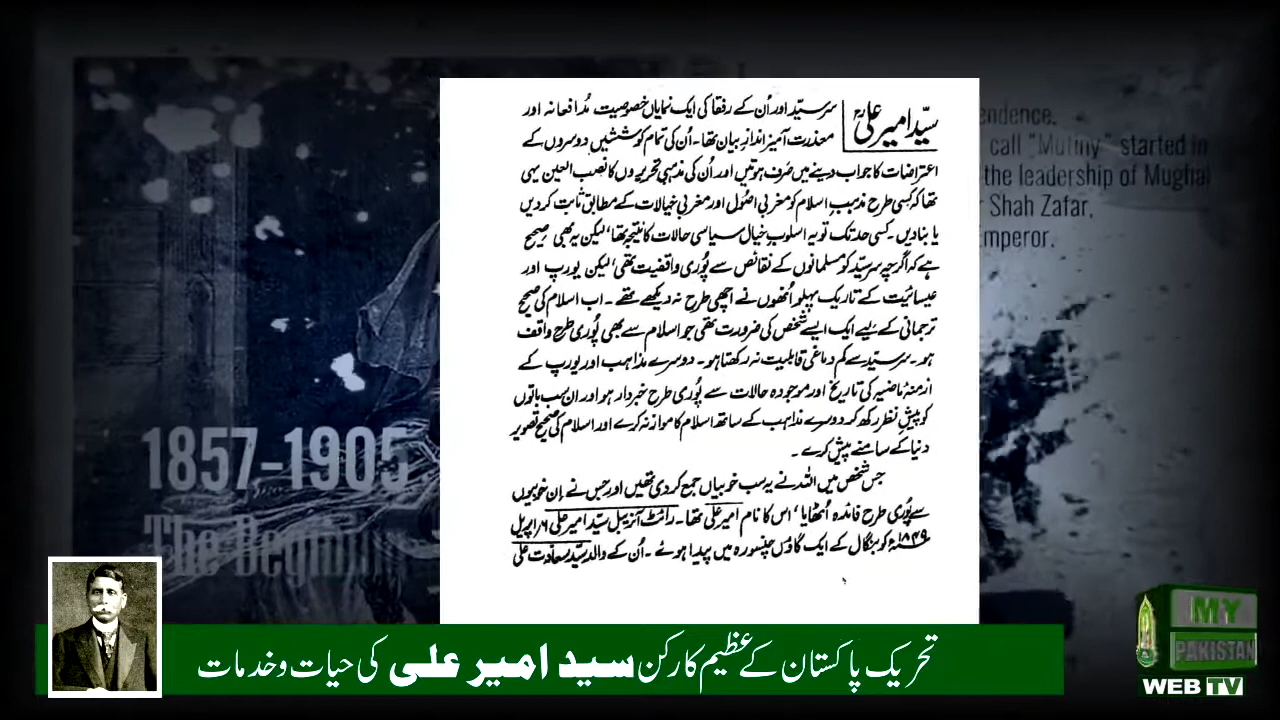 سیّد امیر علیؒ
سرسیّد اور اُن کے رفقا کی ایک نمایاں خصوصیت مُدافعانہ اور
معذرت آمیز اندازِ بیان تھا۔ اُن کی تمام کوششیں دوسروں کے
اعتراضات کا جواب دینے میں صَرف ہوتیں اور اُن کی مذہبی تحریروں کا نصب العین یہی
تھا کہ کسی طرح مذہبِ اسلام کو مغربی اصُول اور مغربی خیالات کے مطابق ثابت کردیں
یا بنادیں۔ کسی حد تک تو یہ اسلوبِ خیال سیاسی حالات کا نتیجہ تھا، لیکن یہ بھی صحیح
ہے کہ اگرچہ سرسیّد کو مسلمانوں کے نقائص سے پُوری واقفیت تھی، لیکن یورپ اور
عیسائیت کے تاریک پہلو اُنھوں نے اچھی طرح نہ دیکھے تھے۔ اب اسلام کی صحیح
ترجمانی کے لیے ایک ایسے شخص کی ضرورت تھی جو اسلام سے بھی پُوری طرح واقف
ہو۔ سرسیّد سے کم دماغی قابلیت نہ رکھتا ہو۔ دوسرے مذاہب اور یورپ کے
ازمنۂ ماضیہ کی تاریخ اور موجودہ حالات سے پُوری طرح خبردار ہو اور ان سب باتوں
کو پیشِ نظر رکھ کر دوسرے مذاہب کے ساتھ اسلام کا موازنہ کرے اور اسلام کی صحیح تصویر
دنیا کے سامنے پیش کرے۔
جس شخص میں اللہ نے یہ سب خوبیاں جمع کر دی تھیں اور جس نے اِن خوبیوں
سے پُوری طرح فائدہ اُٹھایا، اس کا نام امیر علی تھا۔ رائٹ آنریبل سیّد امیر علی ۶ اپریل
۱۸۴۹ء کو بنگال کے ایک گاؤں چنسورہ میں پیدا ہوئے۔ اُن کے والد سیّد سعادت علی
endence.
call "Mutiny" started in
the leadership of Mughal
Shah Zafar,
mperor.
1857-1905
The Beginn
تحریک پاکستان کے عظیم کارکن سید امیر علی کی حیات و خدمات
MY
PAKISTAN
WEB TV